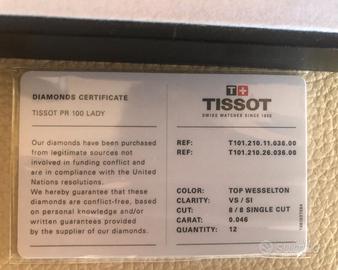 DIAMONDS CERTIFICATE
TISSOT PR 100 LADY
Our diamonds have been purchased
from legitimate sources not
involved in funding conflict and
are in compliance with the United
Nations resolutions.
We hereby guarantee that these
diamonds are conflict-free, based
on personal knowledge and/or
written guarantees provided
by the supplier of our diamonds.
T+
TISSOT
SWISS WATCHES SINCE 1853
REF: T101.210.11.036.00
REF: T101.210.26.036.00
COLOR: TOP WESSELTON
CLARITY: VS / SI
CUT: 8 / 8 SINGLE CUT
CARAT: 0.046
QUANTITY: 12
subito